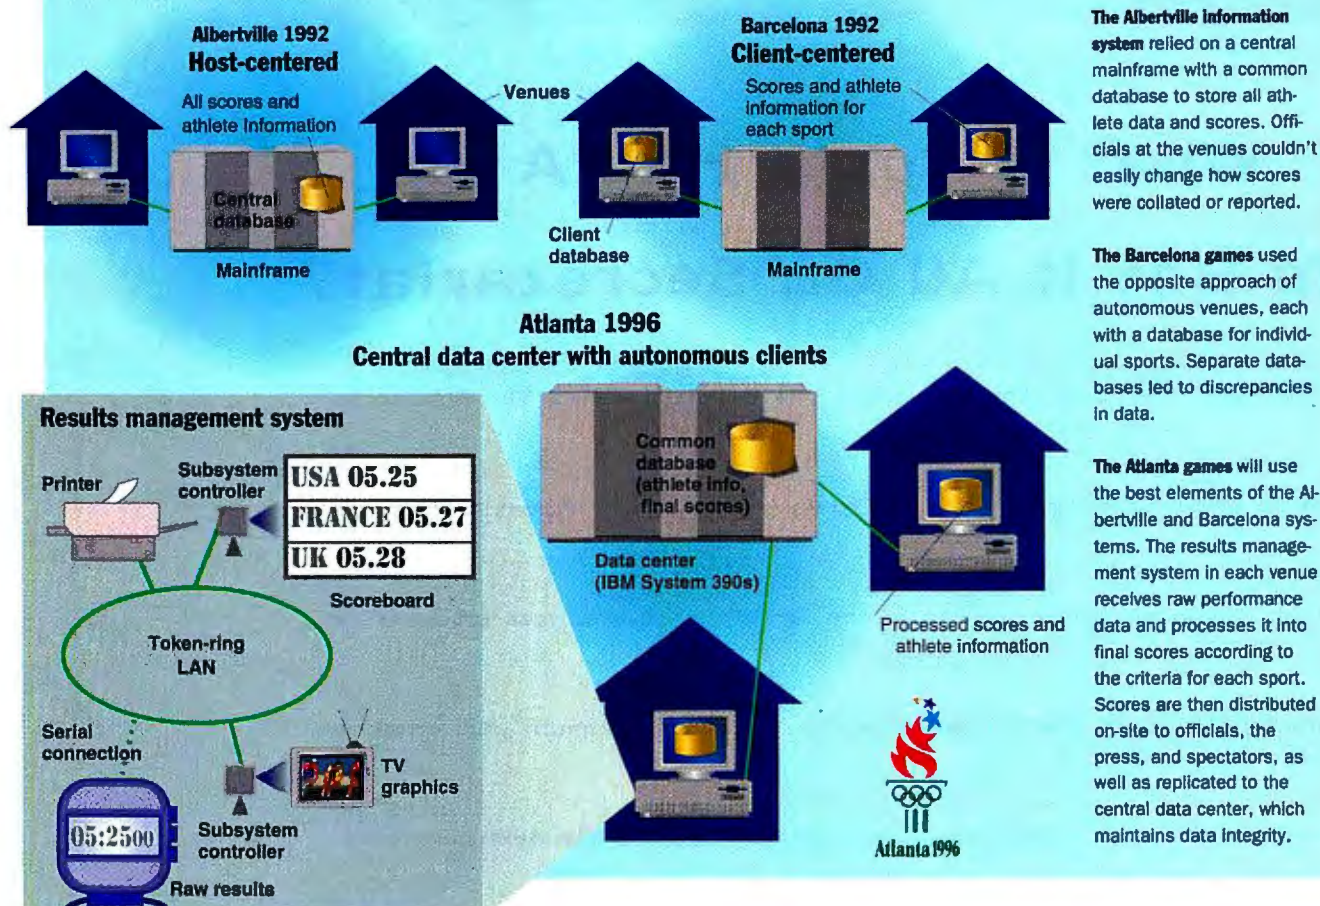 Albertville 1992
Host-centered
All scores and
athlete Information
Central
database
Mainframe
Venues
Barcelona 1992
Client-centered
Scores and athlete
information for
each sport
Client
database
Mainframe
Atlanta 1996
Central data center with autonomous clients
Common
database
(athlete info,
final scores)
Data center
(IBM System 390s)
Processed scores and
athlete information
Atlanta 1996
Results management system
Printer
Subsystem
controller
USA 05.25
FRANCE 05.27
UK 05.28
Scoreboard
Token-ring
LAN
Serial
connection
TV
graphics
05:2500
Subsystem
controller
Raw results
The Albertville information
system relied on a central
mainframe with a common
database to store all ath-
lete data and scores. Offi-
cials at the venues couldn't
easily change how scores
were collated or reported.
The Barcelona games used
the opposite approach of
autonomous venues, each
with a database for individ-
ual sports. Separate data-
bases led to discrepancies
in data.
The Atlanta games will use
the best elements of the Al-
bertville and Barcelona sys-
tems. The results manage-
ment system in each venue
receives raw performance
data and processes it into
final scores according to
the criteria for each sport.
Scores are then distributed
on-site to officials, the
press, and spectators, as
well as replicated to the
central data center, which
maintains data integrity.